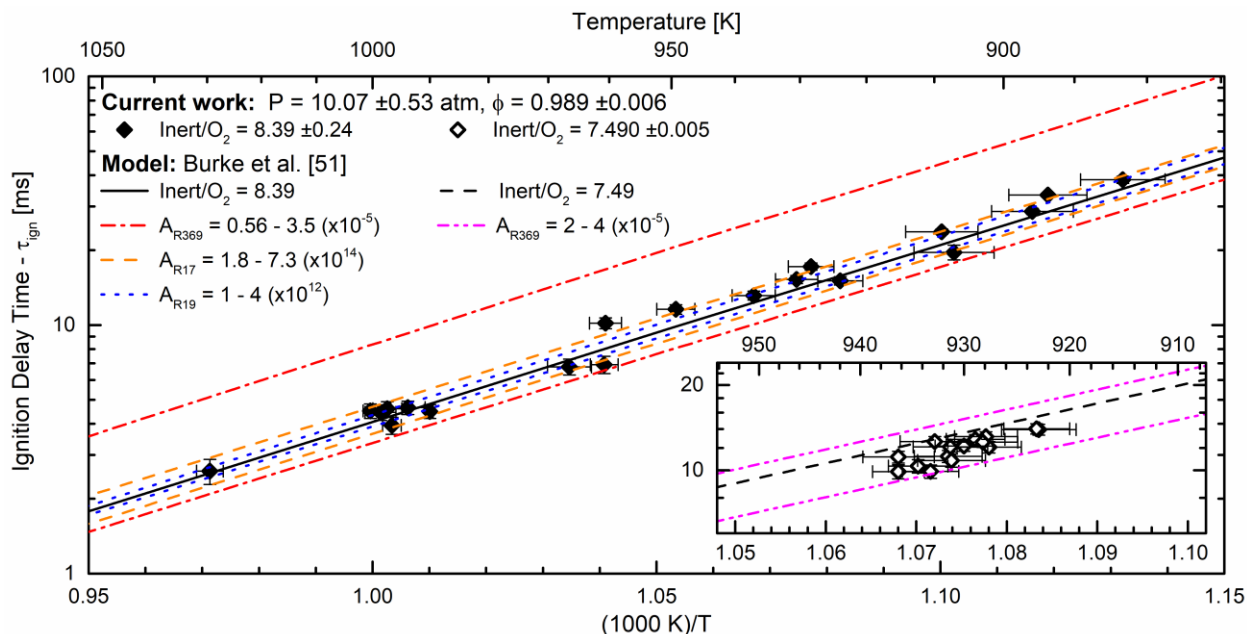 Temperature [K]
1050 1000 950 900
100
Current work: P = 10.07 ±0.53 atm, ϕ = 0.989 ±0.006
Inert/O₂ = 8.39 ±0.24 Inert/O₂ = 7.490 ±0.005
Model: Burke et al. [51]
Inert/O₂ = 8.39 Inert/O₂ = 7.49
A_R369 = 0.56 - 3.5 (x10⁻⁵) A_R369 = 2 - 4 (x10⁻⁵)
A_R17 = 1.8 - 7.3 (x10¹⁴)
A_R19 = 1 - 4 (x10¹²)
Ignition Delay Time - τ_ign [ms]
10
950 940 930 920 910
20
10
1.05 1.06 1.07 1.08 1.09 1.10
1
0.95 1.00 1.05 1.10 1.15
(1000 K)/T